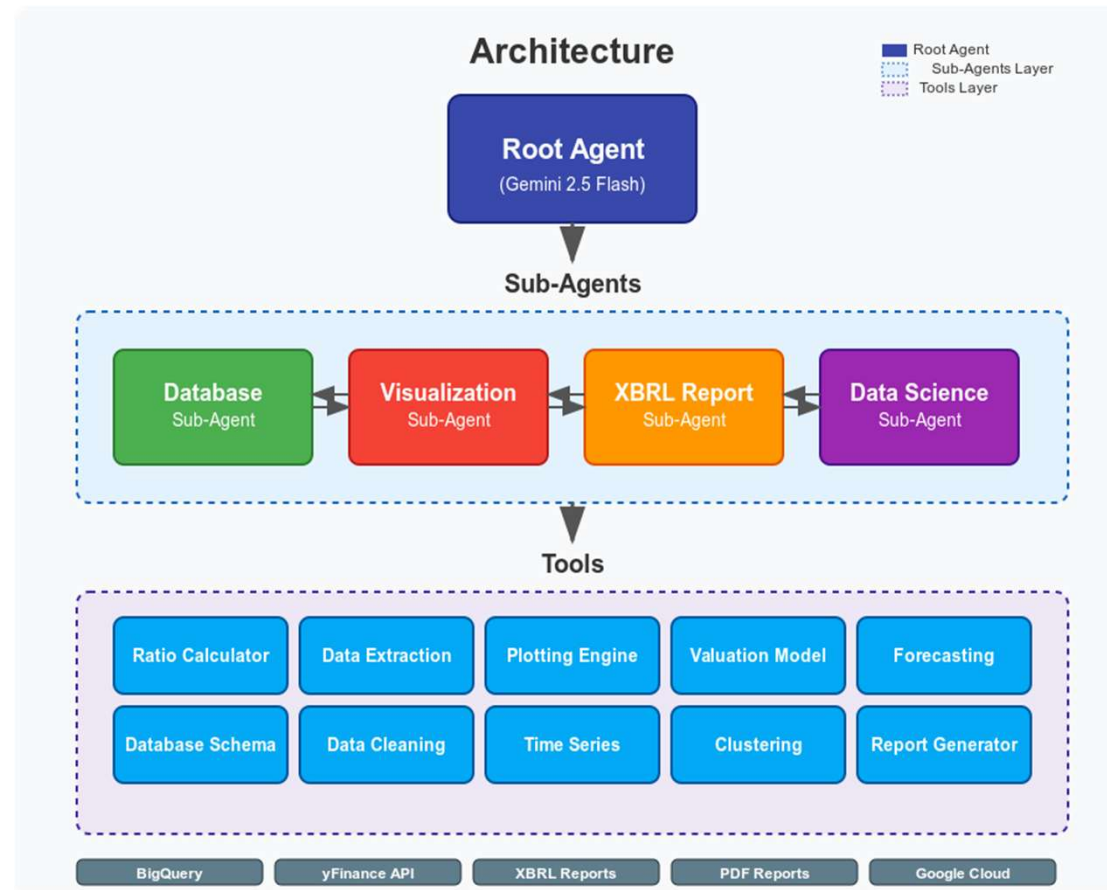 Architecture
Root Agent
Sub-Agents Layer
Tools Layer
Root Agent
(Gemini 2.5 Flash)
Sub-Agents
Database
Sub-Agent
Visualization
Sub-Agent
XBRL Report
Sub-Agent
Data Science
Sub-Agent
Tools
Ratio Calculator
Data Extraction
Plotting Engine
Valuation Model
Forecasting
Database Schema
Data Cleaning
Time Series
Clustering
Report Generator
BigQuery
yFinance API
XBRL Reports
PDF Reports
Google Cloud